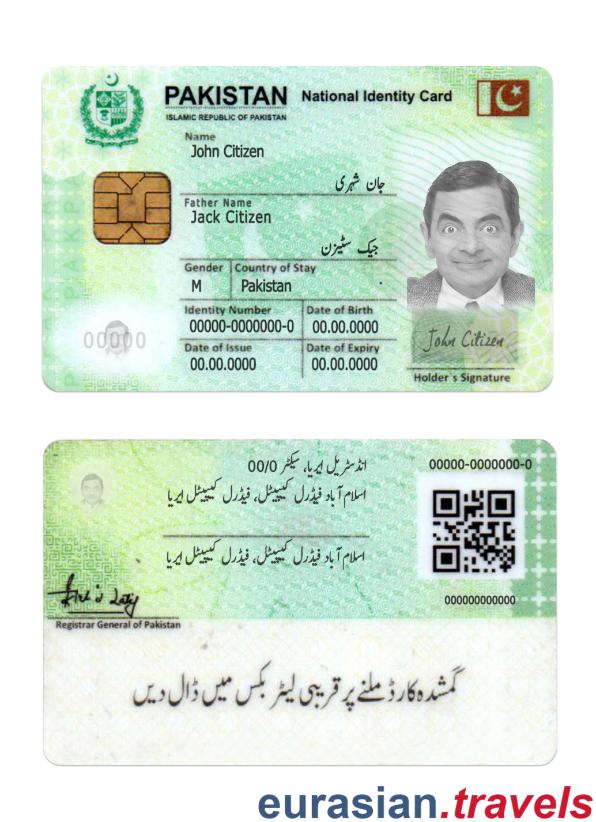 PAKISTAN National Identity Card
ISLAMIC REPUBLIC OF PAKISTAN
Name
John Citizen
جان شہری
Father Name
Jack Citizen
جیک سٹیزن
Gender Country of Stay
M Pakistan
Identity Number Date of Birth
00000-0000000-0 00.00.0000
Date of Issue Date of Expiry
00.00.0000 00.00.0000
00000
John Citizen
Holder's Signature
انڈسٹریل ایریا، سیکٹر 00/0
00000-0000000-0
اسلام آباد فیڈرل کیپیٹل، فیڈرل کیپیٹل ایریا
اسلام آباد فیڈرل کیپیٹل، فیڈرل کیپیٹل ایریا
000000000000
Registrar General of Pakistan
گمشدہ کارڈ ملنے پر قریبی لیٹر بکس میں ڈال دیں
eurasian.travels